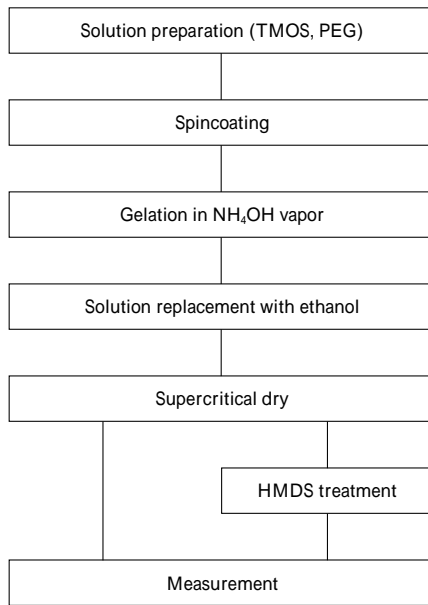 Solution preparation (TMOS, PEG)
Spincoating
Gelation in NH₄OH vapor
Solution replacement with ethanol
Supercritical dry
HMDS treatment
Measurement